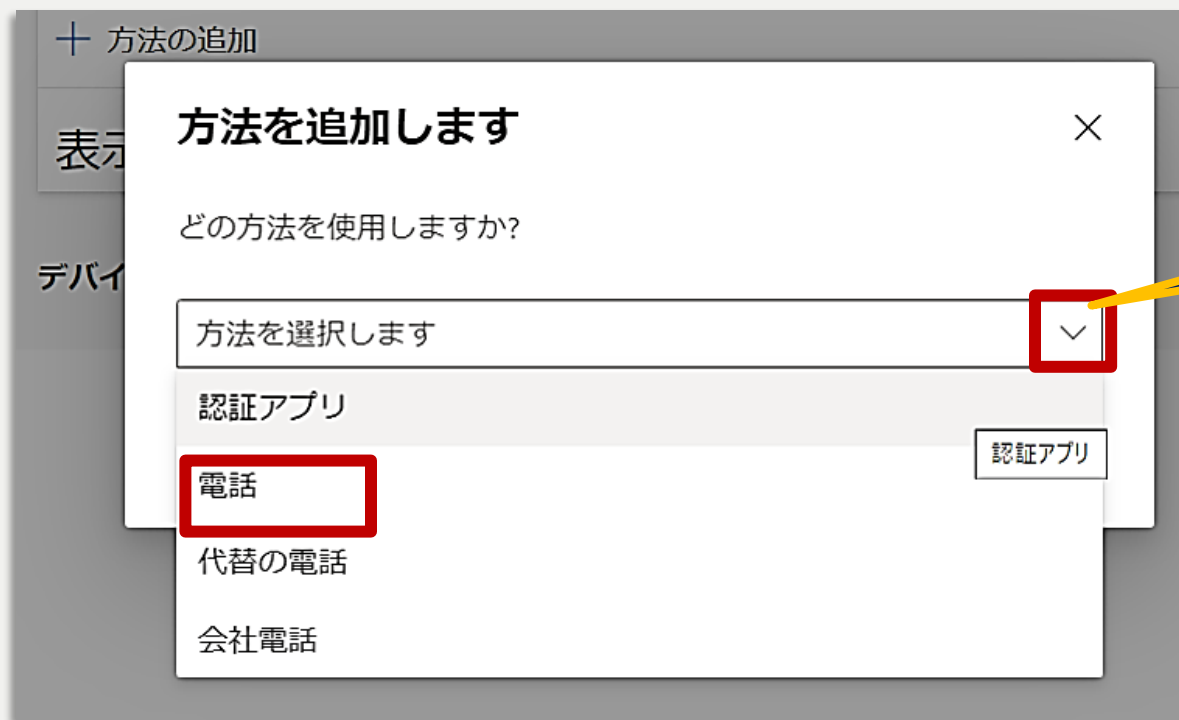 方法の追加
方法を追加します
表示
どの方法を使用しますか?
デバイ
方法を選択します
認証アプリ
認証アプリ
電話
代替の電話
会社電話